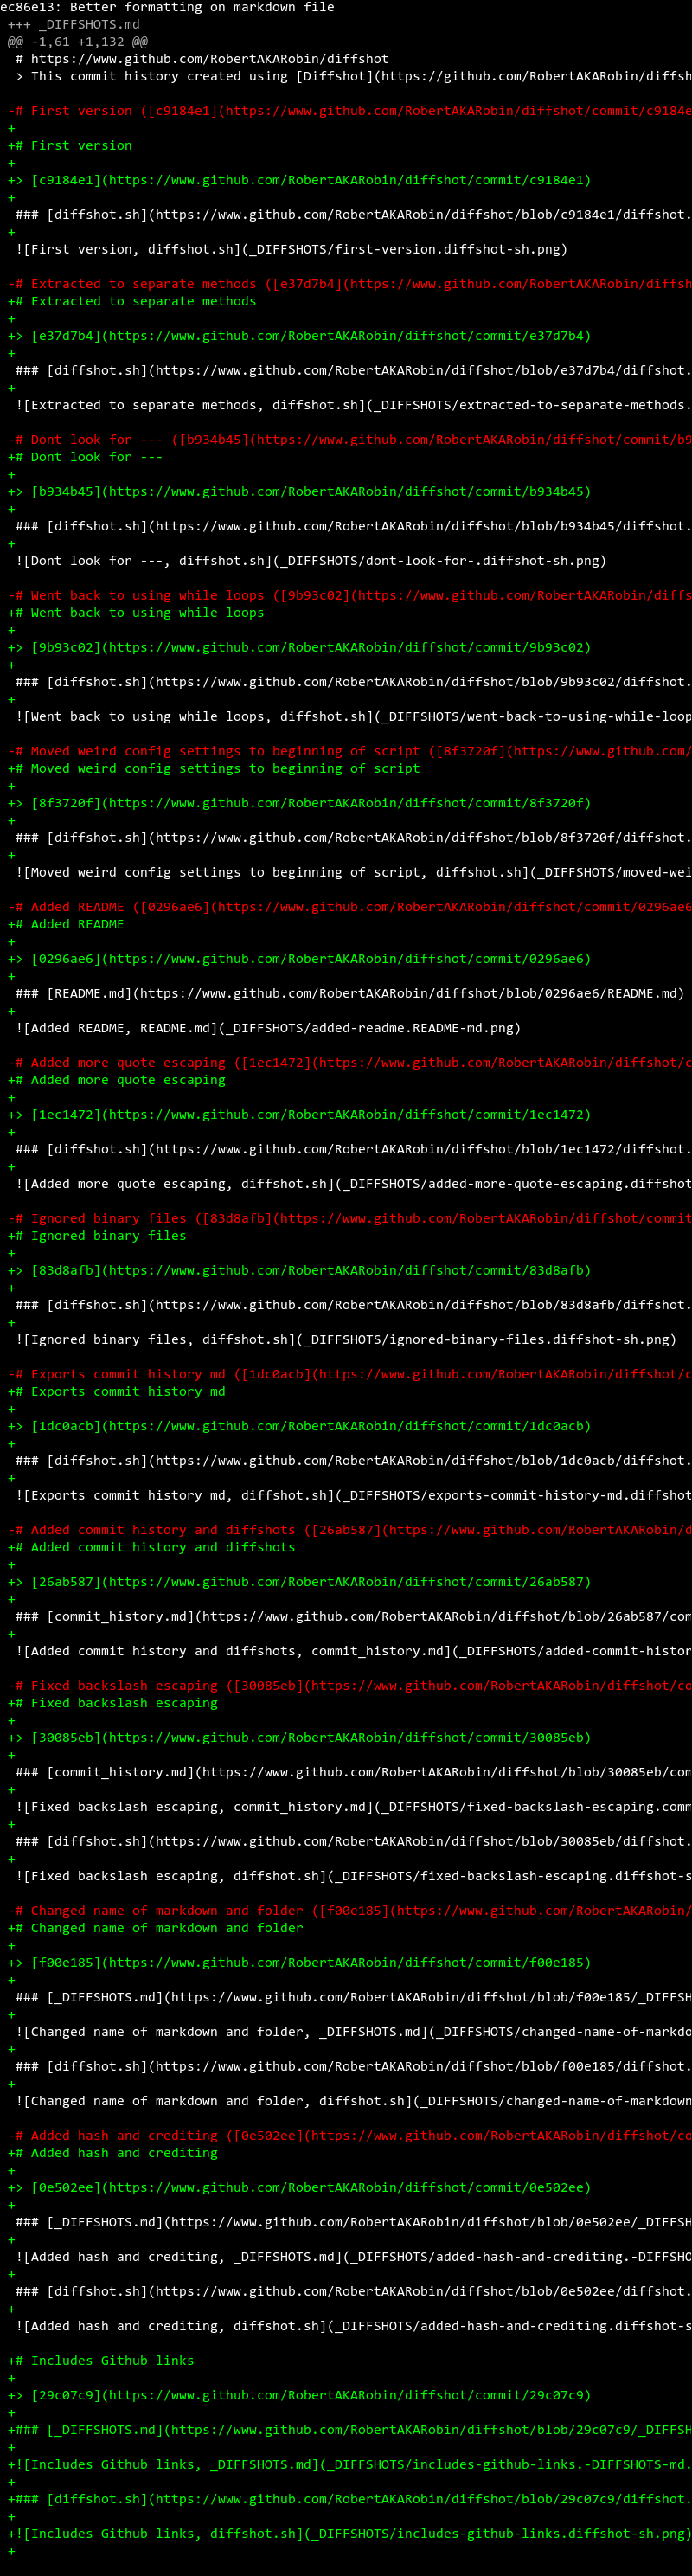 ec86e13: Better formatting on markdown file
+++ _DIFFSHOTS.md
@@ -1,61 +1,132 @@
# https://www.github.com/RobertAKARobin/diffshot
> This commit history created using [Diffshot](https://github.com/RobertAKARobin/diffsh
-# First version ([c9184e1](https://www.github.com/RobertAKARobin/diffshot/commit/c9184e
+
+# First version
+
+> [c9184e1](https://www.github.com/RobertAKARobin/diffshot/commit/c9184e1)
+
### [diffshot.sh](https://www.github.com/RobertAKARobin/diffshot/blob/c9184e1/diffshot.
+
![First version, diffshot.sh](_DIFFSHOTS/first-version.diffshot-sh.png)
-# Extracted to separate methods ([e37d7b4](https://www.github.com/RobertAKARobin/diffsh
+# Extracted to separate methods
+
+> [e37d7b4](https://www.github.com/RobertAKARobin/diffshot/commit/e37d7b4)
+
### [diffshot.sh](https://www.github.com/RobertAKARobin/diffshot/blob/e37d7b4/diffshot.
+
![Extracted to separate methods, diffshot.sh](_DIFFSHOTS/extracted-to-separate-methods.
-# Dont look for --- ([b934b45](https://www.github.com/RobertAKARobin/diffshot/commit/b9
+# Dont look for ---
+
+> [b934b45](https://www.github.com/RobertAKARobin/diffshot/commit/b934b45)
+
### [diffshot.sh](https://www.github.com/RobertAKARobin/diffshot/blob/b934b45/diffshot.
+
![Dont look for ---, diffshot.sh](_DIFFSHOTS/dont-look-for-.diffshot-sh.png)
-# Went back to using while loops ([9b93c02](https://www.github.com/RobertAKARobin/diffs
+# Went back to using while loops
+
+> [9b93c02](https://www.github.com/RobertAKARobin/diffshot/commit/9b93c02)
+
### [diffshot.sh](https://www.github.com/RobertAKARobin/diffshot/blob/9b93c02/diffshot.
+
![Went back to using while loops, diffshot.sh](_DIFFSHOTS/went-back-to-using-while-loop
-# Moved weird config settings to beginning of script ([8f3720f](https://www.github.com/
+# Moved weird config settings to beginning of script
+
+> [8f3720f](https://www.github.com/RobertAKARobin/diffshot/commit/8f3720f)
+
### [diffshot.sh](https://www.github.com/RobertAKARobin/diffshot/blob/8f3720f/diffshot.
+
![Moved weird config settings to beginning of script, diffshot.sh](_DIFFSHOTS/moved-wei
-# Added README ([0296ae6](https://www.github.com/RobertAKARobin/diffshot/commit/0296ae6
+# Added README
+
+> [0296ae6](https://www.github.com/RobertAKARobin/diffshot/commit/0296ae6)
+
### [README.md](https://www.github.com/RobertAKARobin/diffshot/blob/0296ae6/README.md)
+
![Added README, README.md](_DIFFSHOTS/added-readme.README-md.png)
-# Added more quote escaping ([1ec1472](https://www.github.com/RobertAKARobin/diffshot/c
+# Added more quote escaping
+
+> [1ec1472](https://www.github.com/RobertAKARobin/diffshot/commit/1ec1472)
+
### [diffshot.sh](https://www.github.com/RobertAKARobin/diffshot/blob/1ec1472/diffshot.
+
![Added more quote escaping, diffshot.sh](_DIFFSHOTS/added-more-quote-escaping.diffshot
-# Ignored binary files ([83d8afb](https://www.github.com/RobertAKARobin/diffshot/commit
+# Ignored binary files
+
+> [83d8afb](https://www.github.com/RobertAKARobin/diffshot/commit/83d8afb)
+
### [diffshot.sh](https://www.github.com/RobertAKARobin/diffshot/blob/83d8afb/diffshot.
+
![Ignored binary files, diffshot.sh](_DIFFSHOTS/ignored-binary-files.diffshot-sh.png)
-# Exports commit history md ([1dc0acb](https://www.github.com/RobertAKARobin/diffshot/c
+# Exports commit history md
+
+> [1dc0acb](https://www.github.com/RobertAKARobin/diffshot/commit/1dc0acb)
+
### [diffshot.sh](https://www.github.com/RobertAKARobin/diffshot/blob/1dc0acb/diffshot.
+
![Exports commit history md, diffshot.sh](_DIFFSHOTS/exports-commit-history-md.diffshot
-# Added commit history and diffshots ([26ab587](https://www.github.com/RobertAKARobin/d
+# Added commit history and diffshots
+
+> [26ab587](https://www.github.com/RobertAKARobin/diffshot/commit/26ab587)
+
### [commit_history.md](https://www.github.com/RobertAKARobin/diffshot/blob/26ab587/com
+
![Added commit history and diffshots, commit_history.md](_DIFFSHOTS/added-commit-histor
-# Fixed backslash escaping ([30085eb](https://www.github.com/RobertAKARobin/diffshot/co
+# Fixed backslash escaping
+
+> [30085eb](https://www.github.com/RobertAKARobin/diffshot/commit/30085eb)
+
### [commit_history.md](https://www.github.com/RobertAKARobin/diffshot/blob/30085eb/com
+
![Fixed backslash escaping, commit_history.md](_DIFFSHOTS/fixed-backslash-escaping.comm
+
### [diffshot.sh](https://www.github.com/RobertAKARobin/diffshot/blob/30085eb/diffshot.
+
![Fixed backslash escaping, diffshot.sh](_DIFFSHOTS/fixed-backslash-escaping.diffshot-s
-# Changed name of markdown and folder ([f00e185](https://www.github.com/RobertAKARobin/
+# Changed name of markdown and folder
+
+> [f00e185](https://www.github.com/RobertAKARobin/diffshot/commit/f00e185)
+
### [_DIFFSHOTS.md](https://www.github.com/RobertAKARobin/diffshot/blob/f00e185/_DIFFSH
+
![Changed name of markdown and folder, _DIFFSHOTS.md](_DIFFSHOTS/changed-name-of-markdo
+
### [diffshot.sh](https://www.github.com/RobertAKARobin/diffshot/blob/f00e185/diffshot.
+
![Changed name of markdown and folder, diffshot.sh](_DIFFSHOTS/changed-name-of-markdown
-# Added hash and crediting ([0e502ee](https://www.github.com/RobertAKARobin/diffshot/co
+# Added hash and crediting
+
+> [0e502ee](https://www.github.com/RobertAKARobin/diffshot/commit/0e502ee)
+
### [_DIFFSHOTS.md](https://www.github.com/RobertAKARobin/diffshot/blob/0e502ee/_DIFFSH
+
![Added hash and crediting, _DIFFSHOTS.md](_DIFFSHOTS/added-hash-and-crediting.-DIFFSHO
+
### [diffshot.sh](https://www.github.com/RobertAKARobin/diffshot/blob/0e502ee/diffshot.
+
![Added hash and crediting, diffshot.sh](_DIFFSHOTS/added-hash-and-crediting.diffshot-s
+# Includes Github links
+
+> [29c07c9](https://www.github.com/RobertAKARobin/diffshot/commit/29c07c9)
+
+### [_DIFFSHOTS.md](https://www.github.com/RobertAKARobin/diffshot/blob/29c07c9/_DIFFSH
+
+![Includes Github links, _DIFFSHOTS.md](_DIFFSHOTS/includes-github-links.-DIFFSHOTS-md.
+
+### [diffshot.sh](https://www.github.com/RobertAKARobin/diffshot/blob/29c07c9/diffshot.
+
+![Includes Github links, diffshot.sh](_DIFFSHOTS/includes-github-links.diffshot-sh.png)
+